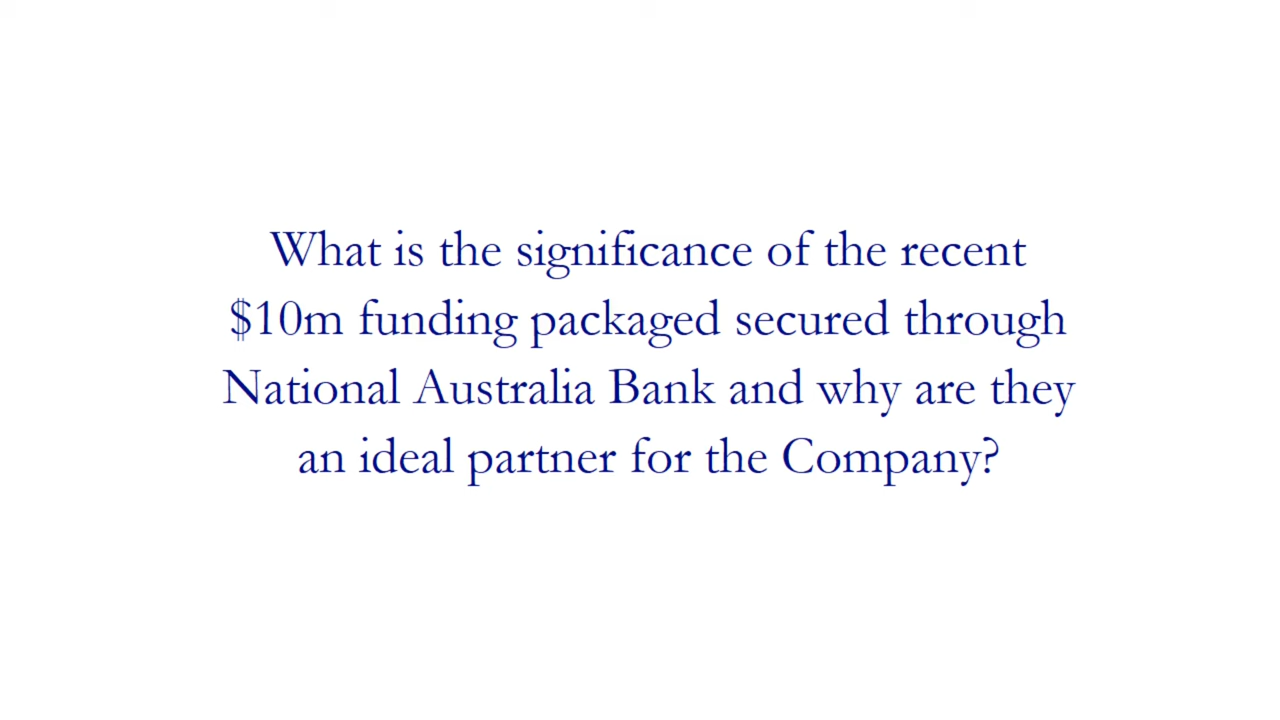 What is the significance of the recent
$10m funding packaged secured through
National Australia Bank and why are they
an ideal partner for the Company?